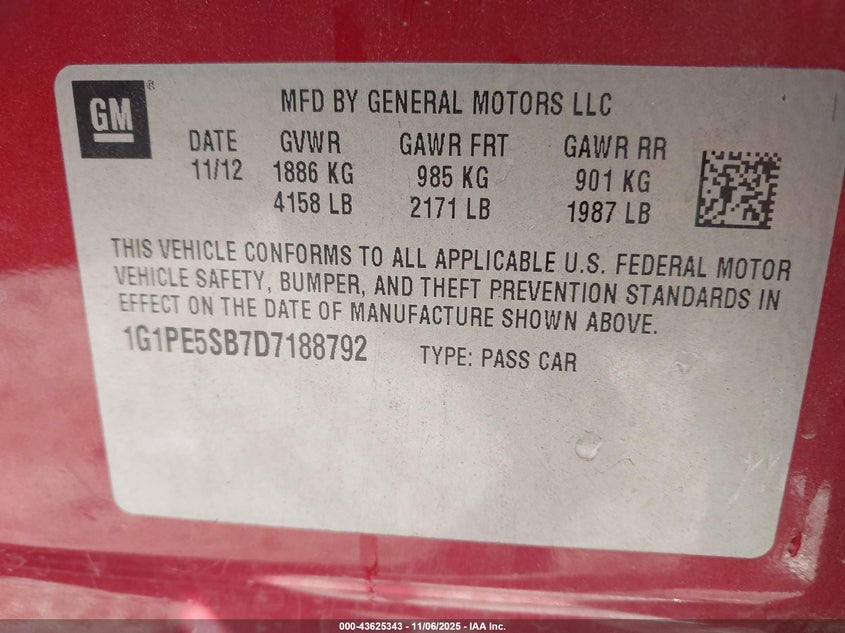 GM
MFD BY GENERAL MOTORS LLC
DATE GVWR GAWR FRT GAWR RR
11/12 1886 KG 985 KG 901 KG
4158 LB 2171 LB 1987 LB
THIS VEHICLE CONFORMS TO ALL APPLICABLE U.S. FEDERAL MOTOR
VEHICLE SAFETY, BUMPER, AND THEFT PREVENTION STANDARDS IN
EFFECT ON THE DATE OF MANUFACTURE SHOWN ABOVE.
1G1PE5SB7D7188792 TYPE: PASS CAR
000-43625343 - 11/06/2025 - IAA Inc.